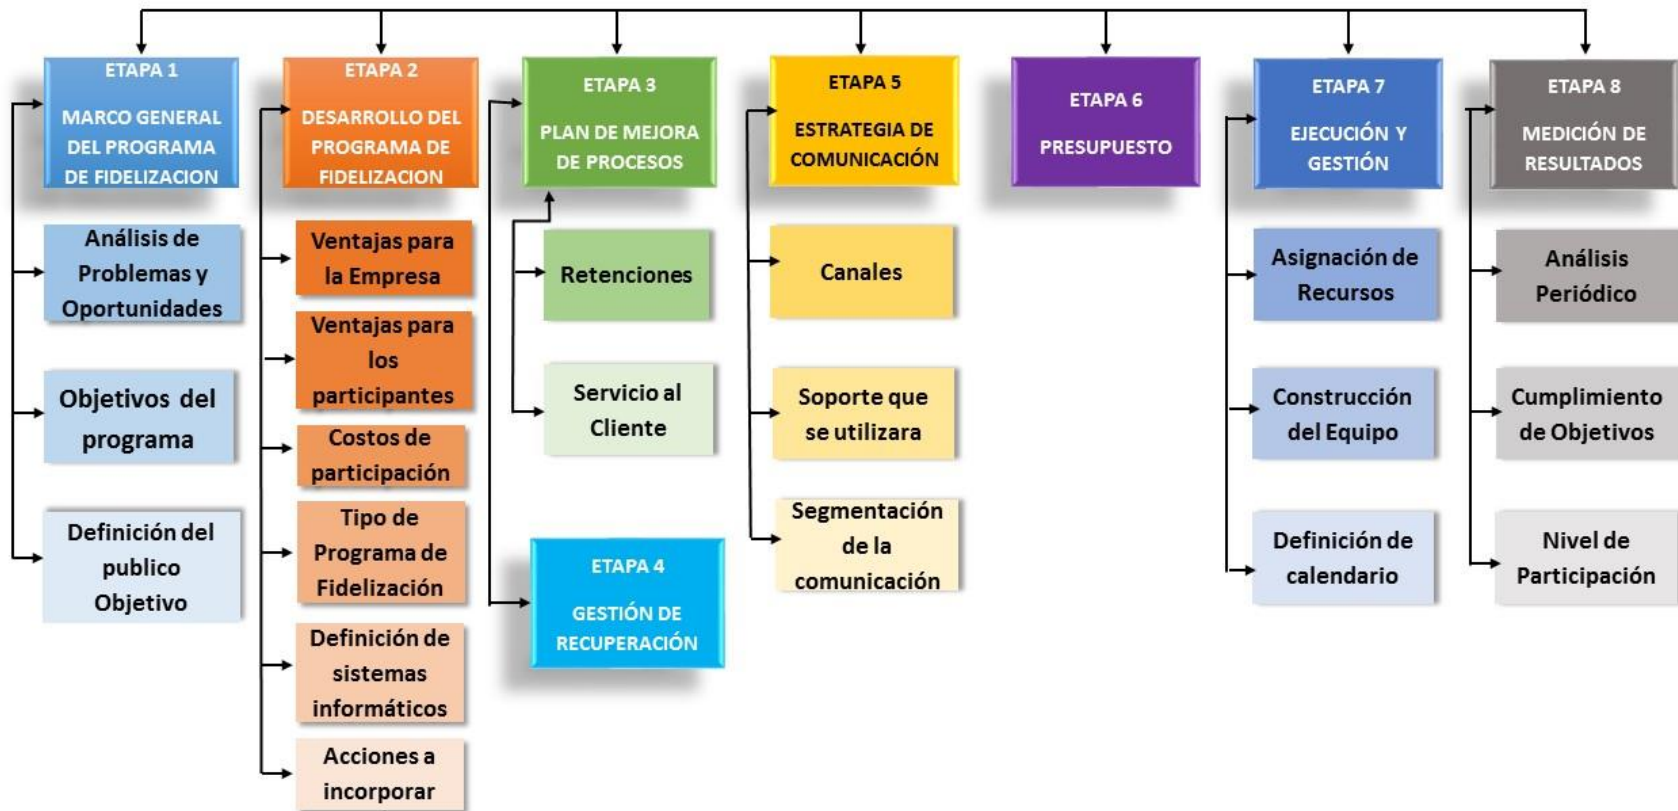 ETAPA 1
MARCO GENERAL
DEL PROGRAMA
DE FIDELIZACION
Análisis de
Problemas y
Oportunidades
Objetivos del
programa
Definición del
publico
Objetivo
ETAPA 2
DESARROLLO DEL
PROGRAMA DE
FIDELIZACION
Ventajas para
la Empresa
Ventajas para
los
participantes
Costos de
participación
Tipo de
Programa de
Fidelización
Definición de
sistemas
informáticos
Acciones a
incorporar
ETAPA 3
PLAN DE MEJORA
DE PROCESOS
Retenciones
Servicio al
Cliente
ETAPA 4
GESTIÓN DE
RECUPERACIÓN
ETAPA 5
ESTRATEGIA DE
COMUNICACIÓN
Canales
Soporte que
se utilizara
Segmentación
de la
comunicación
ETAPA 6
PRESUPUESTO
ETAPA 7
EJECUCIÓN Y
GESTIÓN
Asignación de
Recursos
Construcción
del Equipo
Definición de
calendario
ETAPA 8
MEDICIÓN DE
RESULTADOS
Análisis
Periódico
Cumplimiento
de Objetivos
Nivel de
Participación